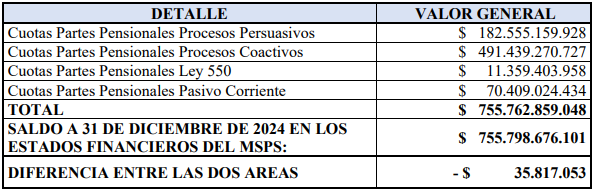 DETALLE VALOR GENERAL
Cuotas Partes Pensionales Procesos Persuasivos $ 182.555.159.928
Cuotas Partes Pensionales Procesos Coactivos $ 491.439.270.727
Cuotas Partes Pensionales Ley 550 $ 11.359.403.958
Cuotas Partes Pensionales Pasivo Corriente $ 70.409.024.434
TOTAL $ 755.762.859.048
SALDO A 31 DE DICIEMBRE DE 2024 EN LOS
ESTADOS FINANCIEROS DEL MSPS: $ 755.798.676.101
DIFERENCIA ENTRE LAS DOS AREAS - $ 35.817.053